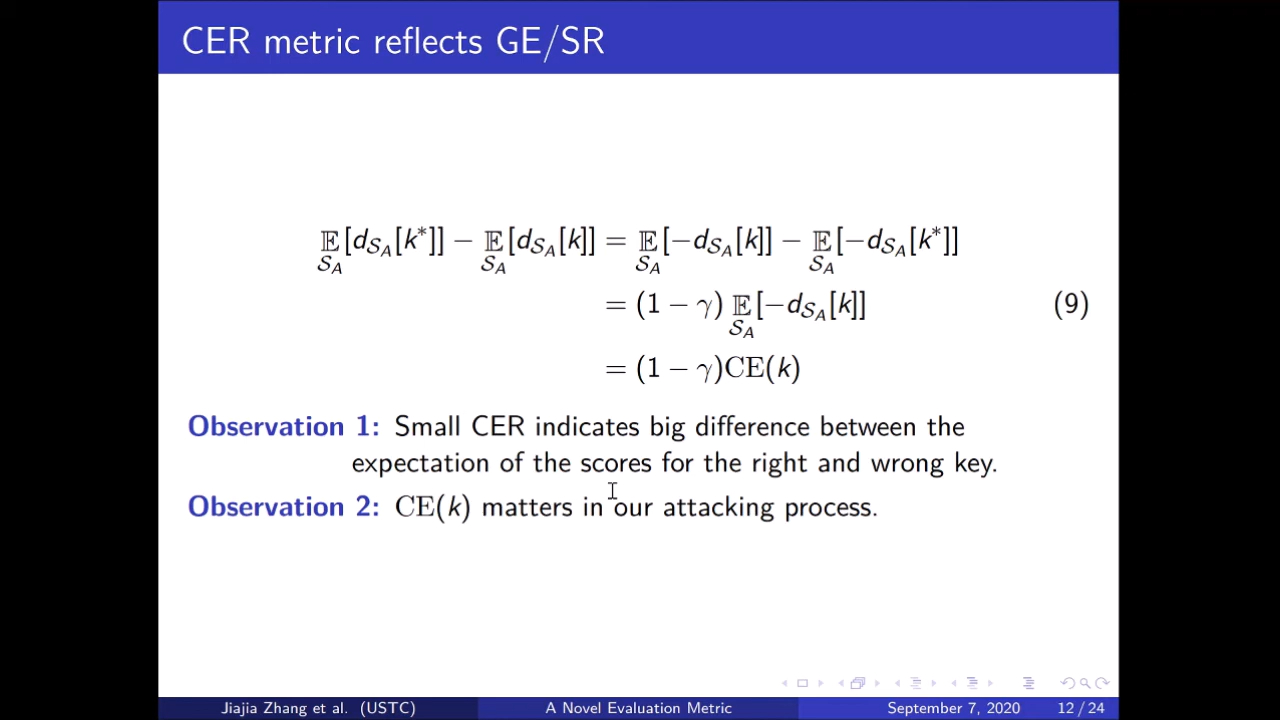 CER metric reflects GE/SR
𝔼_{𝒮_A}[d_{𝒮_A}[k*]] − 𝔼_{𝒮_A}[d_{𝒮_A}[k]] = 𝔼_{𝒮_A}[−d_{𝒮_A}[k]] − 𝔼_{𝒮_A}[−d_{𝒮_A}[k*]]
= (1 − γ) 𝔼_{𝒮_A}[−d_{𝒮_A}[k]] (9)
= (1 − γ)CE(k)
Observation 1: Small CER indicates big difference between the
expectation of the scores for the right and wrong key.
Observation 2: CE(k) matters in our attacking process.
Jiajia Zhang et al. (USTC) A Novel Evaluation Metric September 7, 2020 12 / 24